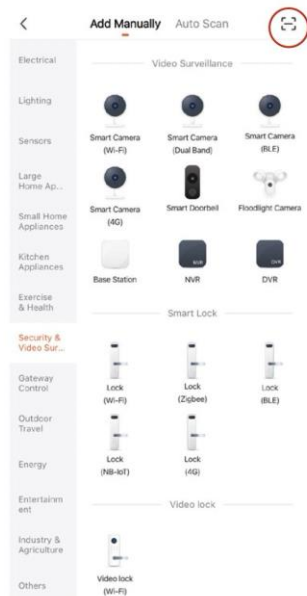 Add Manually Auto Scan
Electrical
Lighting
Sensors
Large
Home Ap...
Small Home
Appliances
Kitchen
Appliances
Exercise
& Health
Security &
Video Sur...
Gateway
Control
Outdoor
Travel
Energy
Entertainm
ent
Industry &
Agriculture
Others
Video Surveillance
Smart Camera
(Wi-Fi)
Smart Camera
(Dual Band)
Smart Camera
(BLE)
Smart Camera
(4G)
Smart Doorbell
Floodlight Camera
Base Station
NVR
NVR
DVR
DVR
Smart Lock
Lock
(Wi-Fi)
Lock
(Zigbee)
Lock
(BLE)
Lock
(NB-IoT)
Lock
(4G)
Video lock
Video lock
(Wi-Fi)